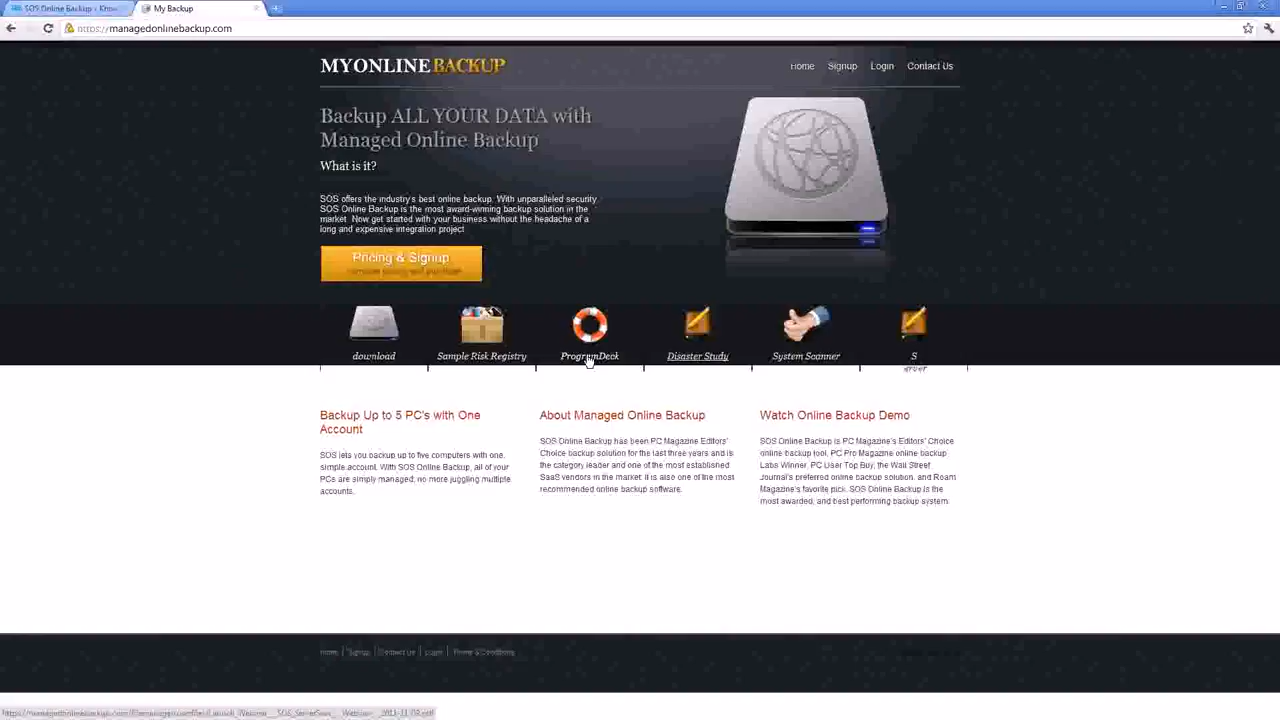 SOS Online Backup
My Backup
https://managedonlinebackup.com
MYONLINEBACKUP
Home Signup Login Contact Us
Backup ALL YOUR DATA with
Managed Online Backup
What is it?
SOS offers the industry's best online backup. With unparalleled security.
SOS Online Backup is the most award-winning backup solution in the
market. Now get started with your business without the headache of a
long and expensive integration project
Pricing & Signup
download
Sample Risk Registry
ProgramDeck
Disaster Study
System Scanner
S
erver
Backup Up to 5 PC's with One
Account
SOS lets you backup up to five computers with one,
simple account. With SOS Online Backup, all of your
PCs are simply managed; no more juggling multiple
accounts.
About Managed Online Backup
SOS Online Backup has been PC Magazine Editors'
Choice backup solution for the last three years and is
the category leader and one of the most established
SaaS vendors in the market. It is also one of the most
recommended online backup software.
Watch Online Backup Demo
SOS Online Backup is PC Magazine's Editors' Choice
online backup tool, PC Pro Magazine online backup
Labs Winner, PC User Top Buy, the Wall Street
Journal's preferred online backup solution, and Roam
Magazine's favorite pick. SOS Online Backup is the
most awarded, and best performing backup system.
Home | Signup | Contact Us | Login | Terms & Conditions